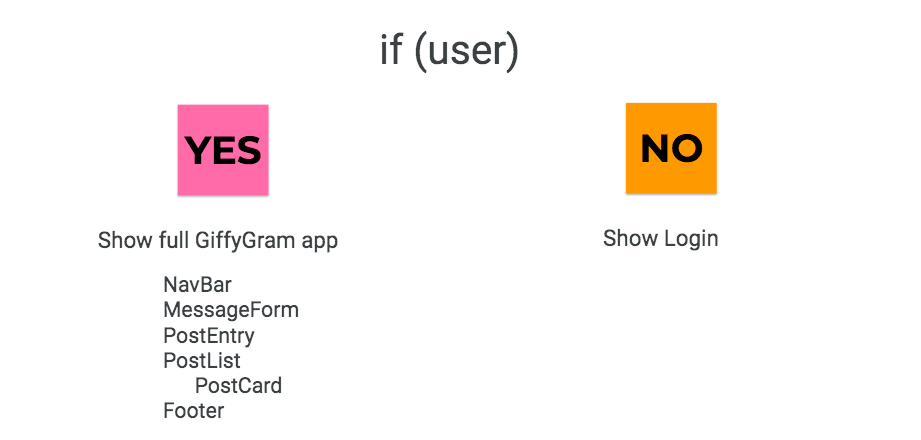 if (user)
YES
NO
Show full GiffyGram app
Show Login
NavBar
MessageForm
PostEntry
PostList
PostCard
Footer